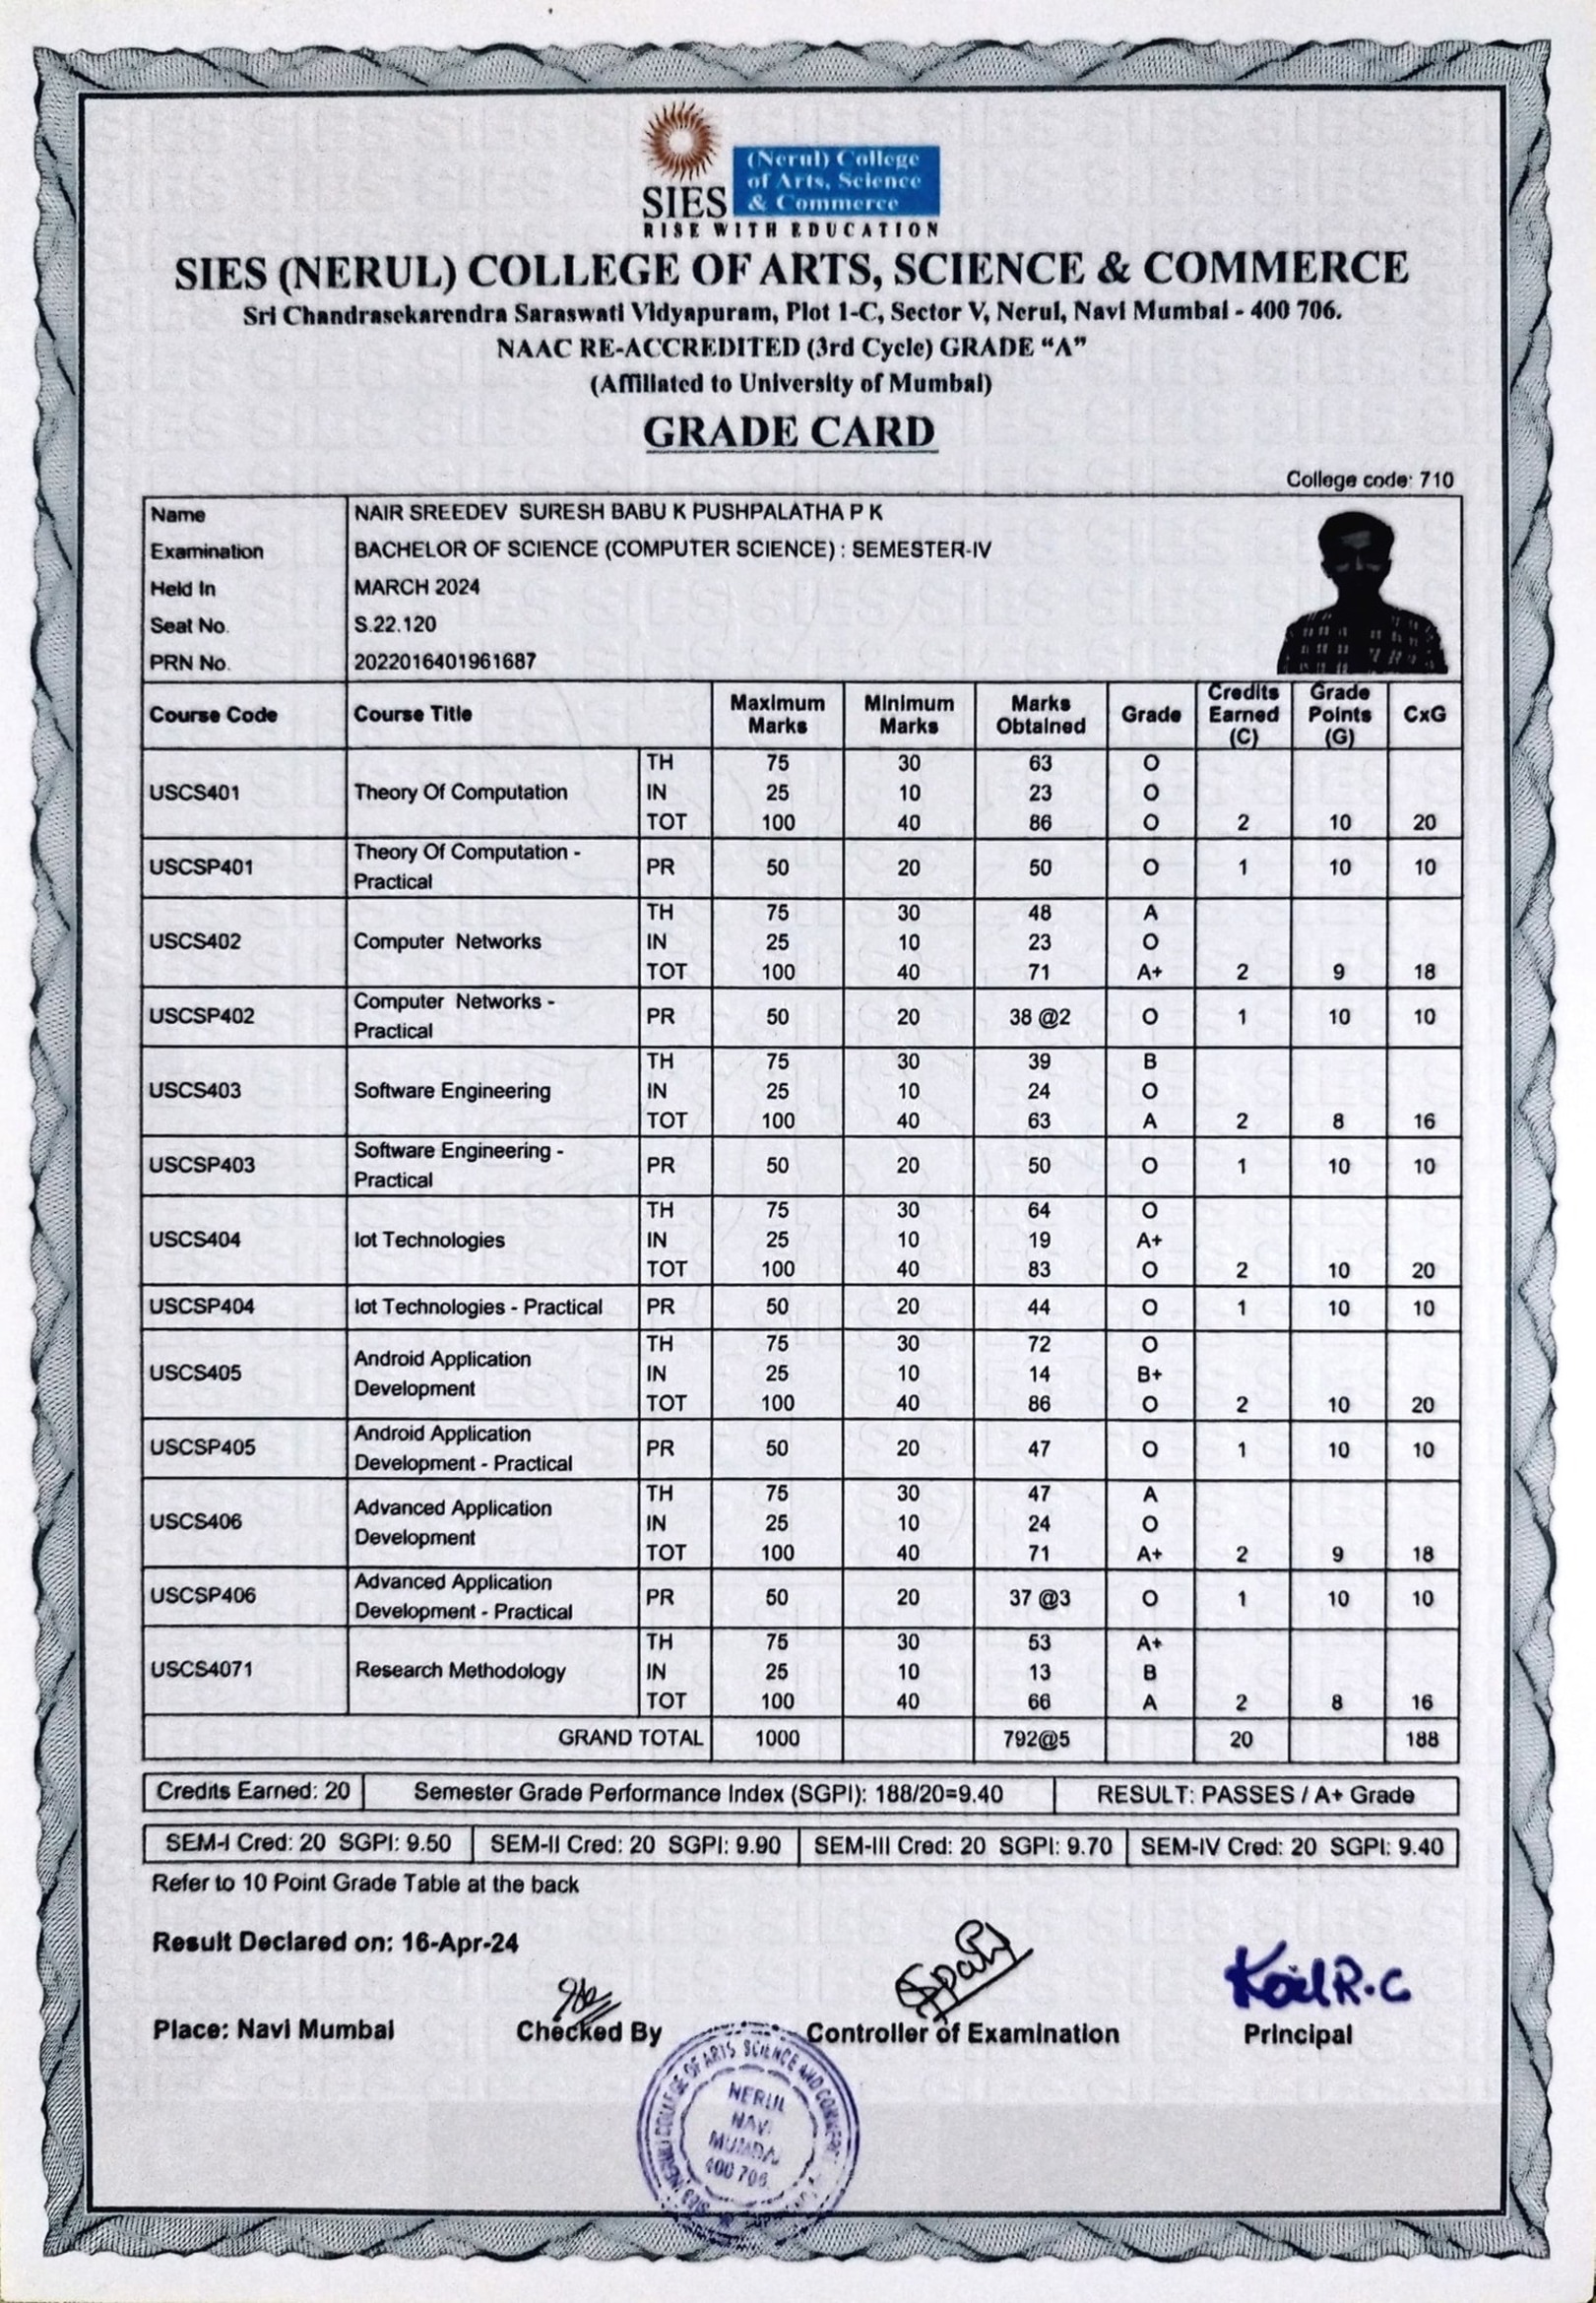 (Nerul) College
of Arts, Science
& Commerce
SIES
RISE WITH EDUCATION
SIES (NERUL) COLLEGE OF ARTS, SCIENCE & COMMERCE
Sri Chandrasekarendra Saraswati Vidyapuram, Plot 1-C, Sector V, Nerul, Navi Mumbai - 400 706.
NAAC RE-ACCREDITED (3rd Cycle) GRADE “A”
(Affiliated to University of Mumbai)
GRADE CARD
College code: 710
Name NAIR SREEDEV SURESH BABU K PUSHPALATHA P K
Examination BACHELOR OF SCIENCE (COMPUTER SCIENCE) : SEMESTER-IV
Held In MARCH 2024
Seat No. S.22.120
PRN No. 2022016401961687
Course Code Course Title Maximum Marks Minimum Marks Marks Obtained Grade Credits Earned (C) Grade Points (G) CxG
TH 75 30 63 O
USCS401 Theory Of Computation IN 25 10 23 O
TOT 100 40 86 O 2 10 20
USCSP401 Theory Of Computation - Practical PR 50 20 50 O 1 10 10
TH 75 30 48 A
USCS402 Computer Networks IN 25 10 23 O
TOT 100 40 71 A+ 2 9 18
USCSP402 Computer Networks - Practical PR 50 20 38 @2 O 1 10 10
TH 75 30 39 B
USCS403 Software Engineering IN 25 10 24 O
TOT 100 40 63 A 2 8 16
USCSP403 Software Engineering - Practical PR 50 20 50 O 1 10 10
TH 75 30 64 O
USCS404 Iot Technologies IN 25 10 19 A+
TOT 100 40 83 O 2 10 20
USCSP404 Iot Technologies - Practical PR 50 20 44 O 1 10 10
TH 75 30 72 O
USCS405 Android Application Development IN 25 10 14 B+
TOT 100 40 86 O 2 10 20
USCSP405 Android Application Development - Practical PR 50 20 47 O 1 10 10
TH 75 30 47 A
USCS406 Advanced Application Development IN 25 10 24 O
TOT 100 40 71 A+ 2 9 18
USCSP406 Advanced Application Development - Practical PR 50 20 37 @3 O 1 10 10
TH 75 30 53 A+
USCS4071 Research Methodology IN 25 10 13 B
TOT 100 40 66 A 2 8 16
GRAND TOTAL 1000 792@5 20 188
Credits Earned: 20 Semester Grade Performance Index (SGPI): 188/20=9.40 RESULT: PASSES / A+ Grade
SEM-I Cred: 20 SGPI: 9.50 SEM-II Cred: 20 SGPI: 9.90 SEM-III Cred: 20 SGPI: 9.70 SEM-IV Cred: 20 SGPI: 9.40
Refer to 10 Point Grade Table at the back
Result Declared on: 16-Apr-24
Place: Navi Mumbai Checked By Controller of Examination Principal
COLLEGE OF ARTS SCIENCE AND
NERUL
NAVI
400 706